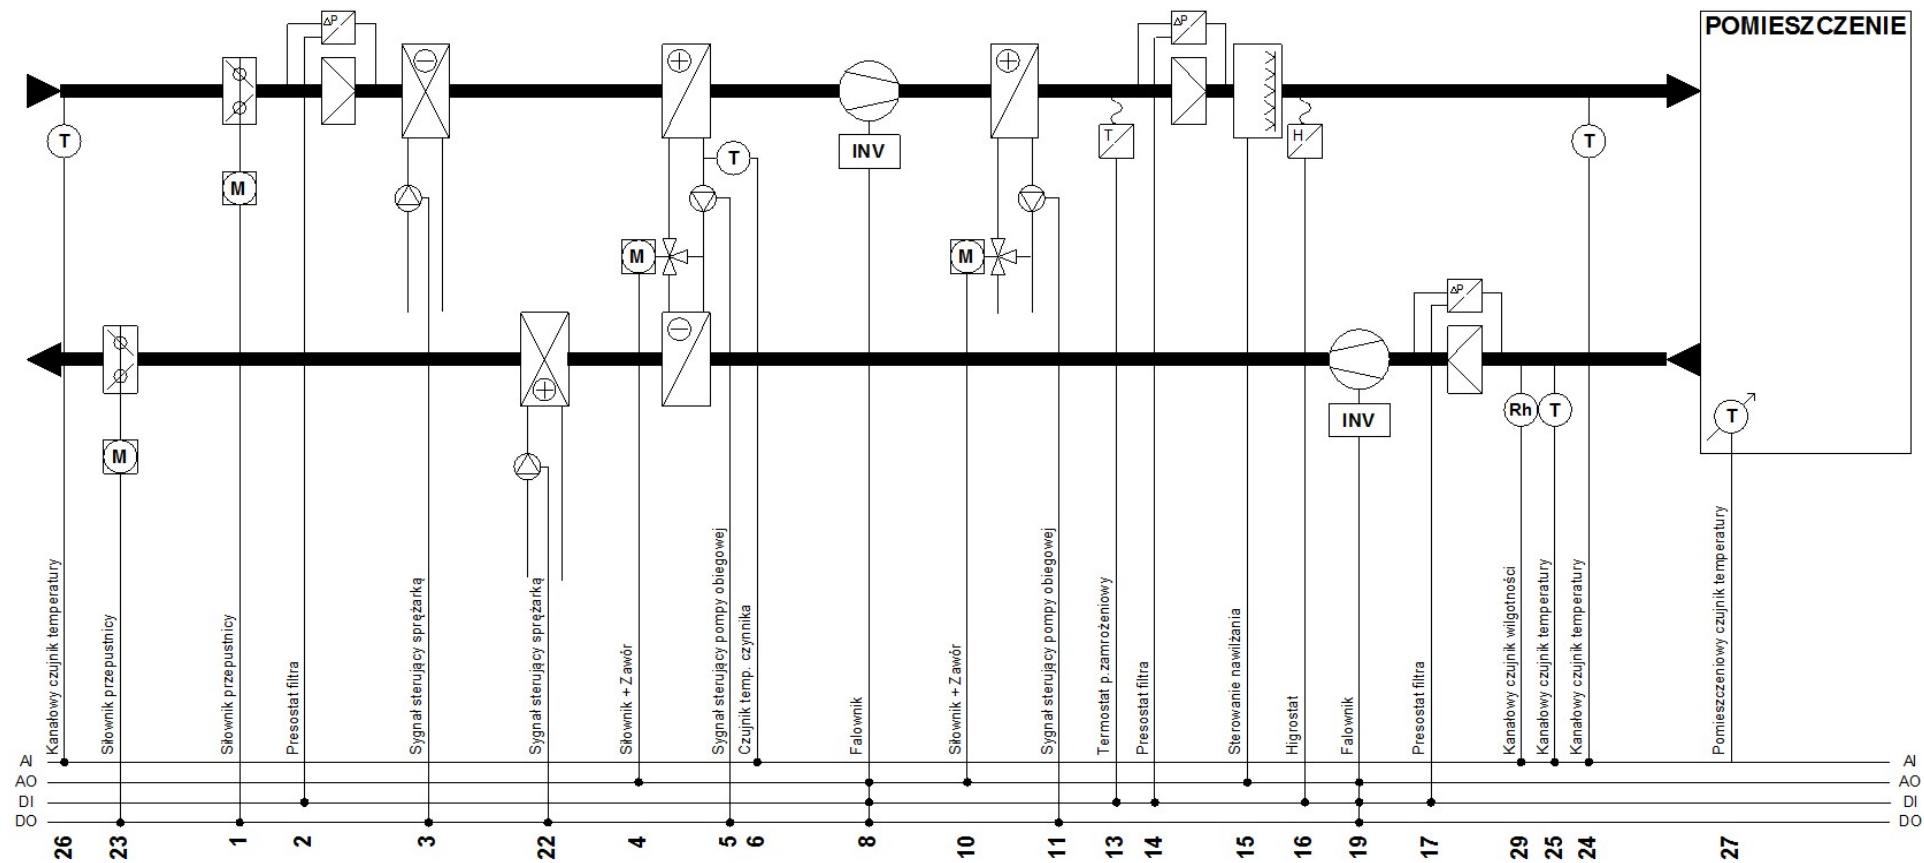 POMIESZCZENIE
ΔP
ΔP
T
M
T
INV
T
H
T
M
M
ΔP
M
INV
Rh
T
T
Kanałowy czujnik temperatury
Siłownik przepustnicy
Siłownik przepustnicy
Presostat filtra
Sygnał sterujący sprężarką
Sygnał sterujący sprężarką
Siłownik + Zawór
Sygnał sterujący pompy obiegowej
Czujnik temp. czynnika
Falownik
Siłownik + Zawór
Sygnał sterujący pompy obiegowej
Termostat p.zamrożeniowy
Presostat filtra
Sterowanie nawilżania
Higrostat
Falownik
Presostat filtra
Kanałowy czujnik wilgotności
Kanałowy czujnik temperatury
Kanałowy czujnik temperatury
Pomieszczeniowy czujnik temperatury
AI AI
AO AO
DI DI
DO DO
26 23 1 2 3 22 4 5 6 8 10 11 13 14 15 16 19 17 29 25 24 27